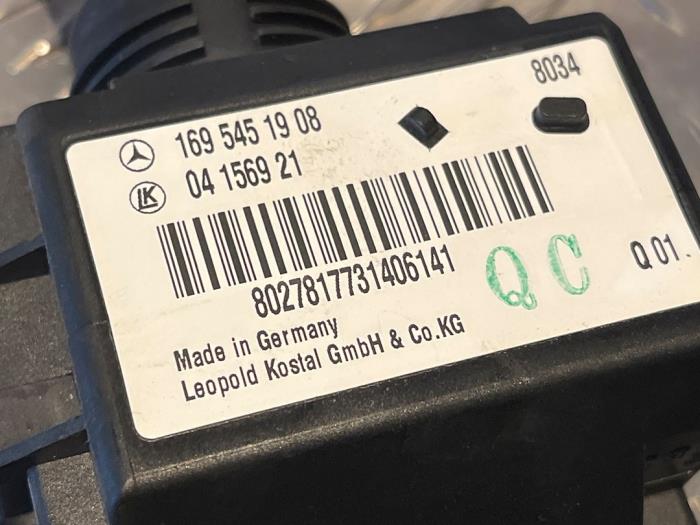 8034
169 545 19 08
LK 04 1569 21
8027817731406141
QC
Q 01.
Made in Germany
Leopold Kostal GmbH & Co.KG